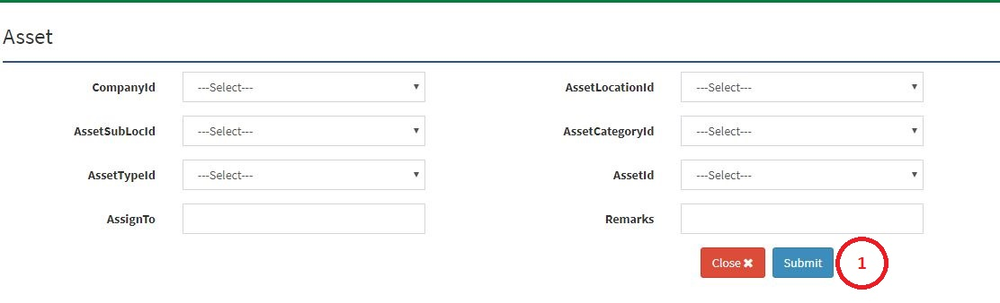 Asset
CompanyId ---Select--- AssetLocationId ---Select---
AssetSubLocId ---Select--- AssetCategoryId ---Select---
AssetTypeId ---Select--- AssetId ---Select---
AssignTo Remarks
Close ✖ Submit 1